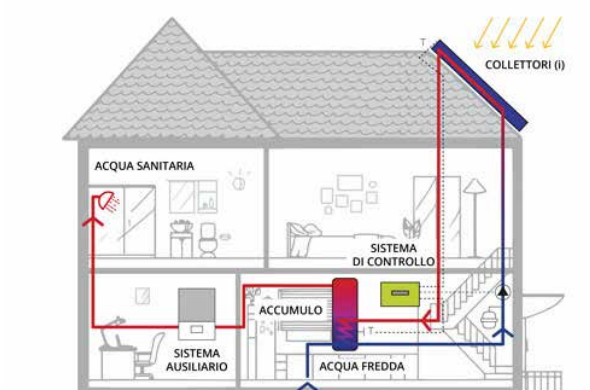 T
COLLETTORI (i)
ACQUA SANITARIA
SISTEMA
DI CONTROLLO
ACCUMULO
T
SISTEMA
AUSILIARIO
ACQUA FREDDA